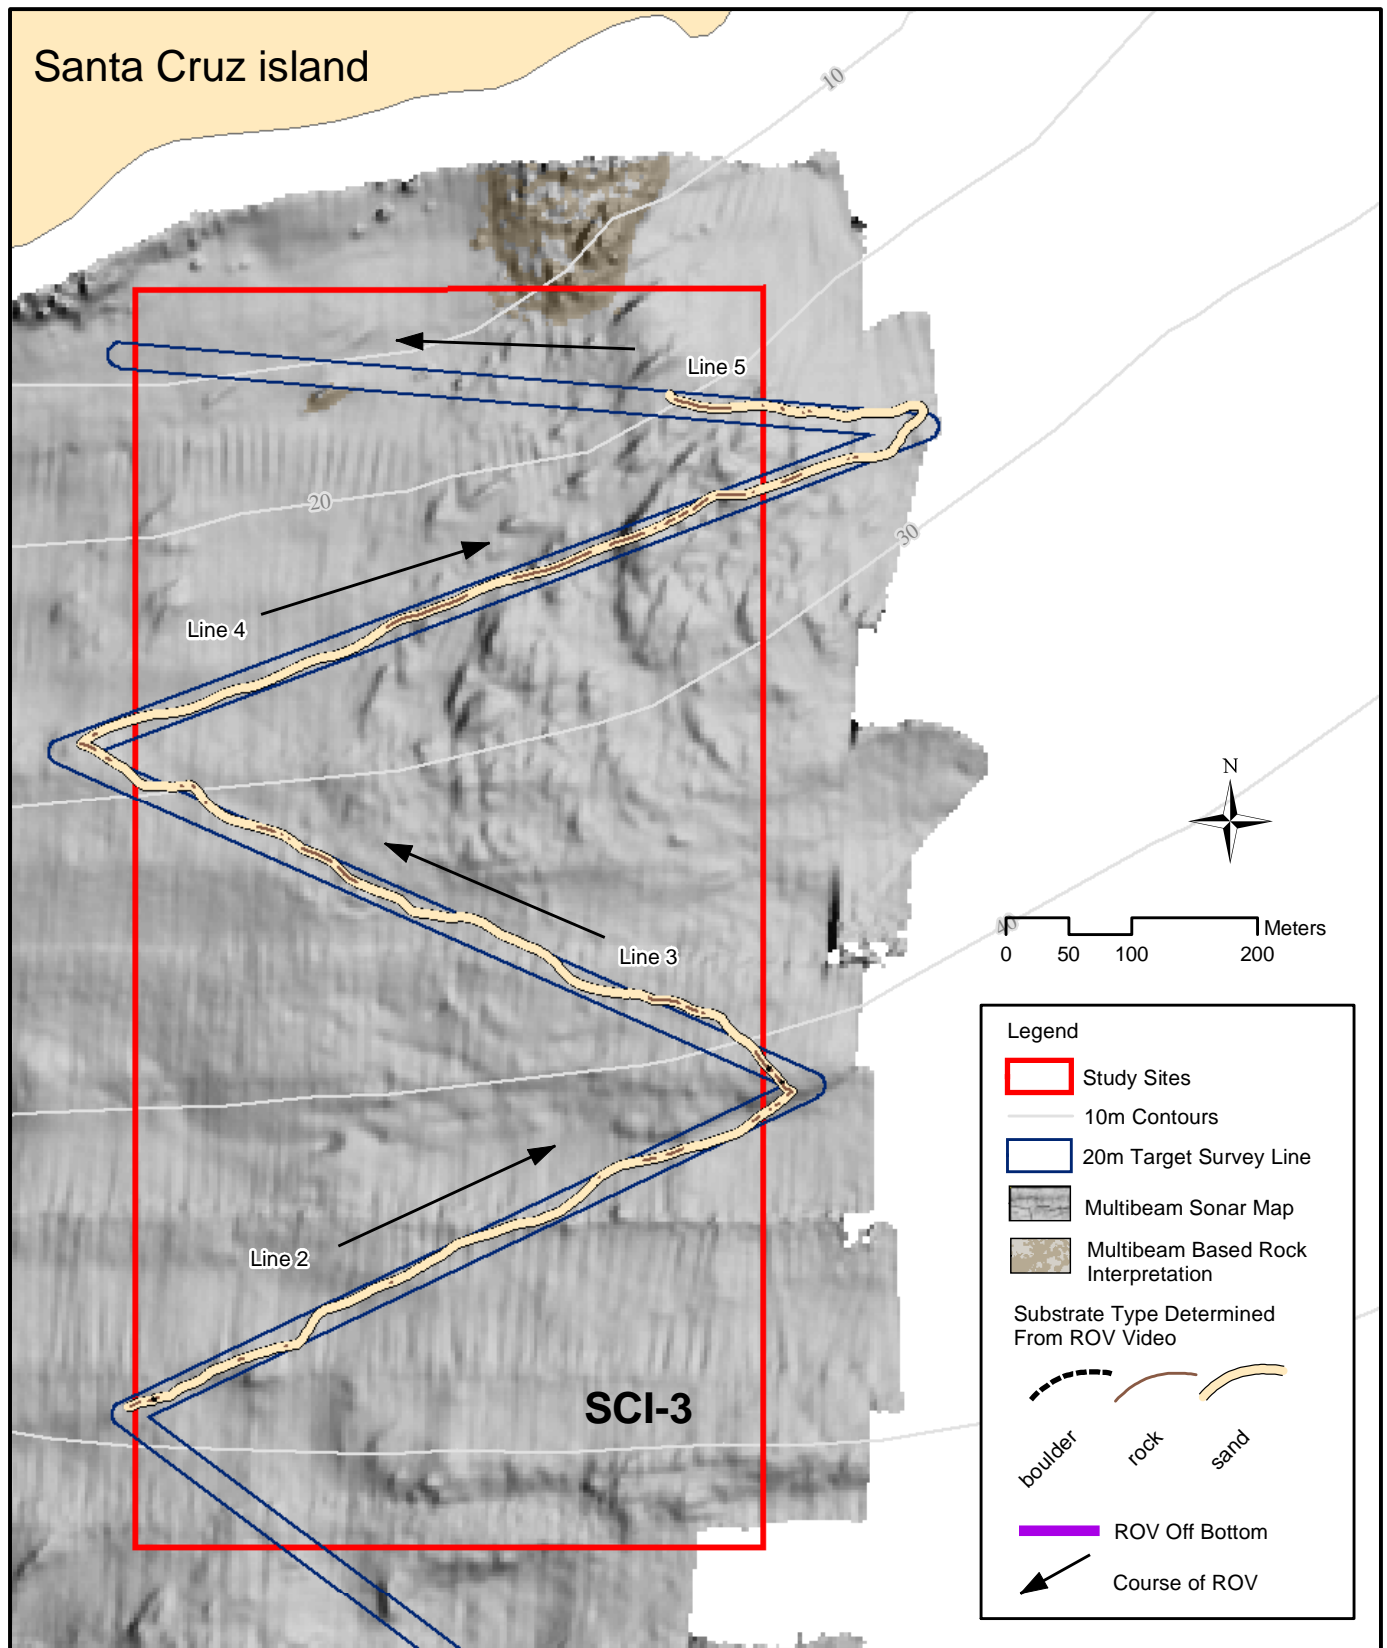 Santa Cruz island
10
Line 5
20
30
Line 4
N
40
Meters
0 50 100 200
Line 3
Line 2
SCI-3
Legend
Study Sites
10m Contours
20m Target Survey Line
Multibeam Sonar Map
Multibeam Based Rock
Interpretation
Substrate Type Determined
From ROV Video
boulder
rock
sand
ROV Off Bottom
Course of ROV